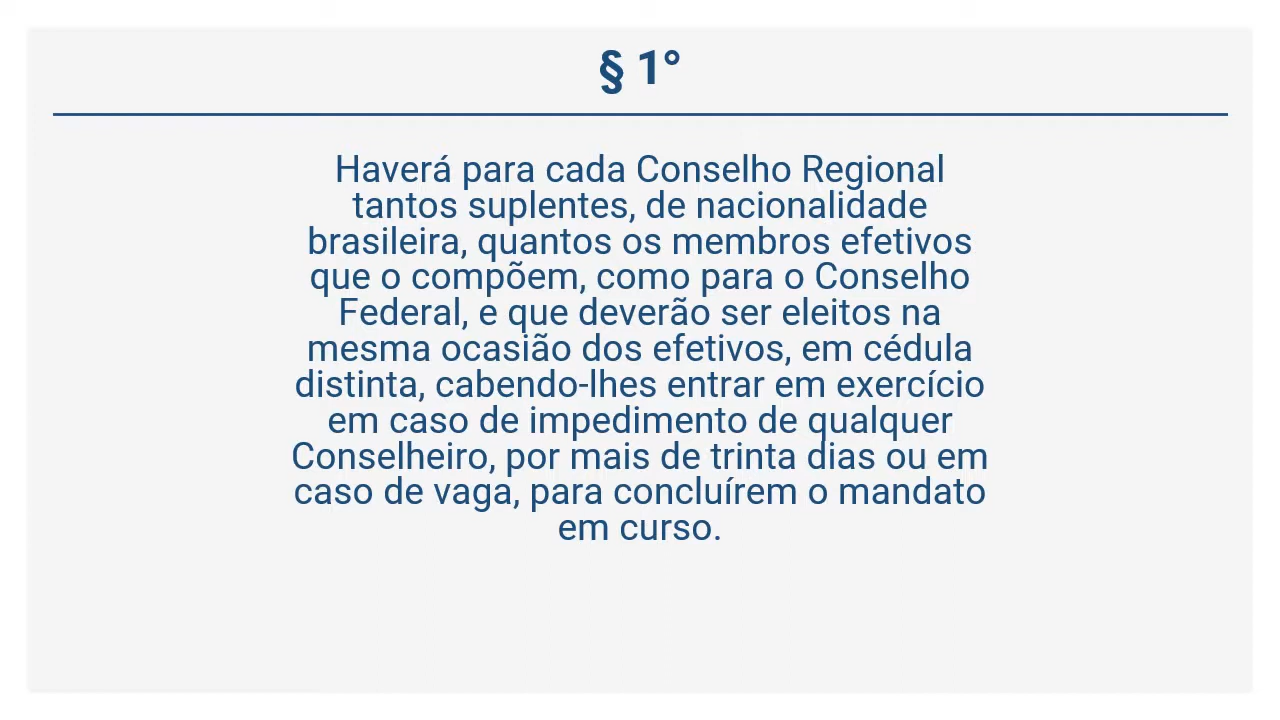 § 1°
Haverá para cada Conselho Regional
tantos suplentes, de nacionalidade
brasileira, quantos os membros efetivos
que o compõem, como para o Conselho
Federal, e que deverão ser eleitos na
mesma ocasião dos efetivos, em cédula
distinta, cabendo-lhes entrar em exercício
em caso de impedimento de qualquer
Conselheiro, por mais de trinta dias ou em
caso de vaga, para concluírem o mandato
em curso.